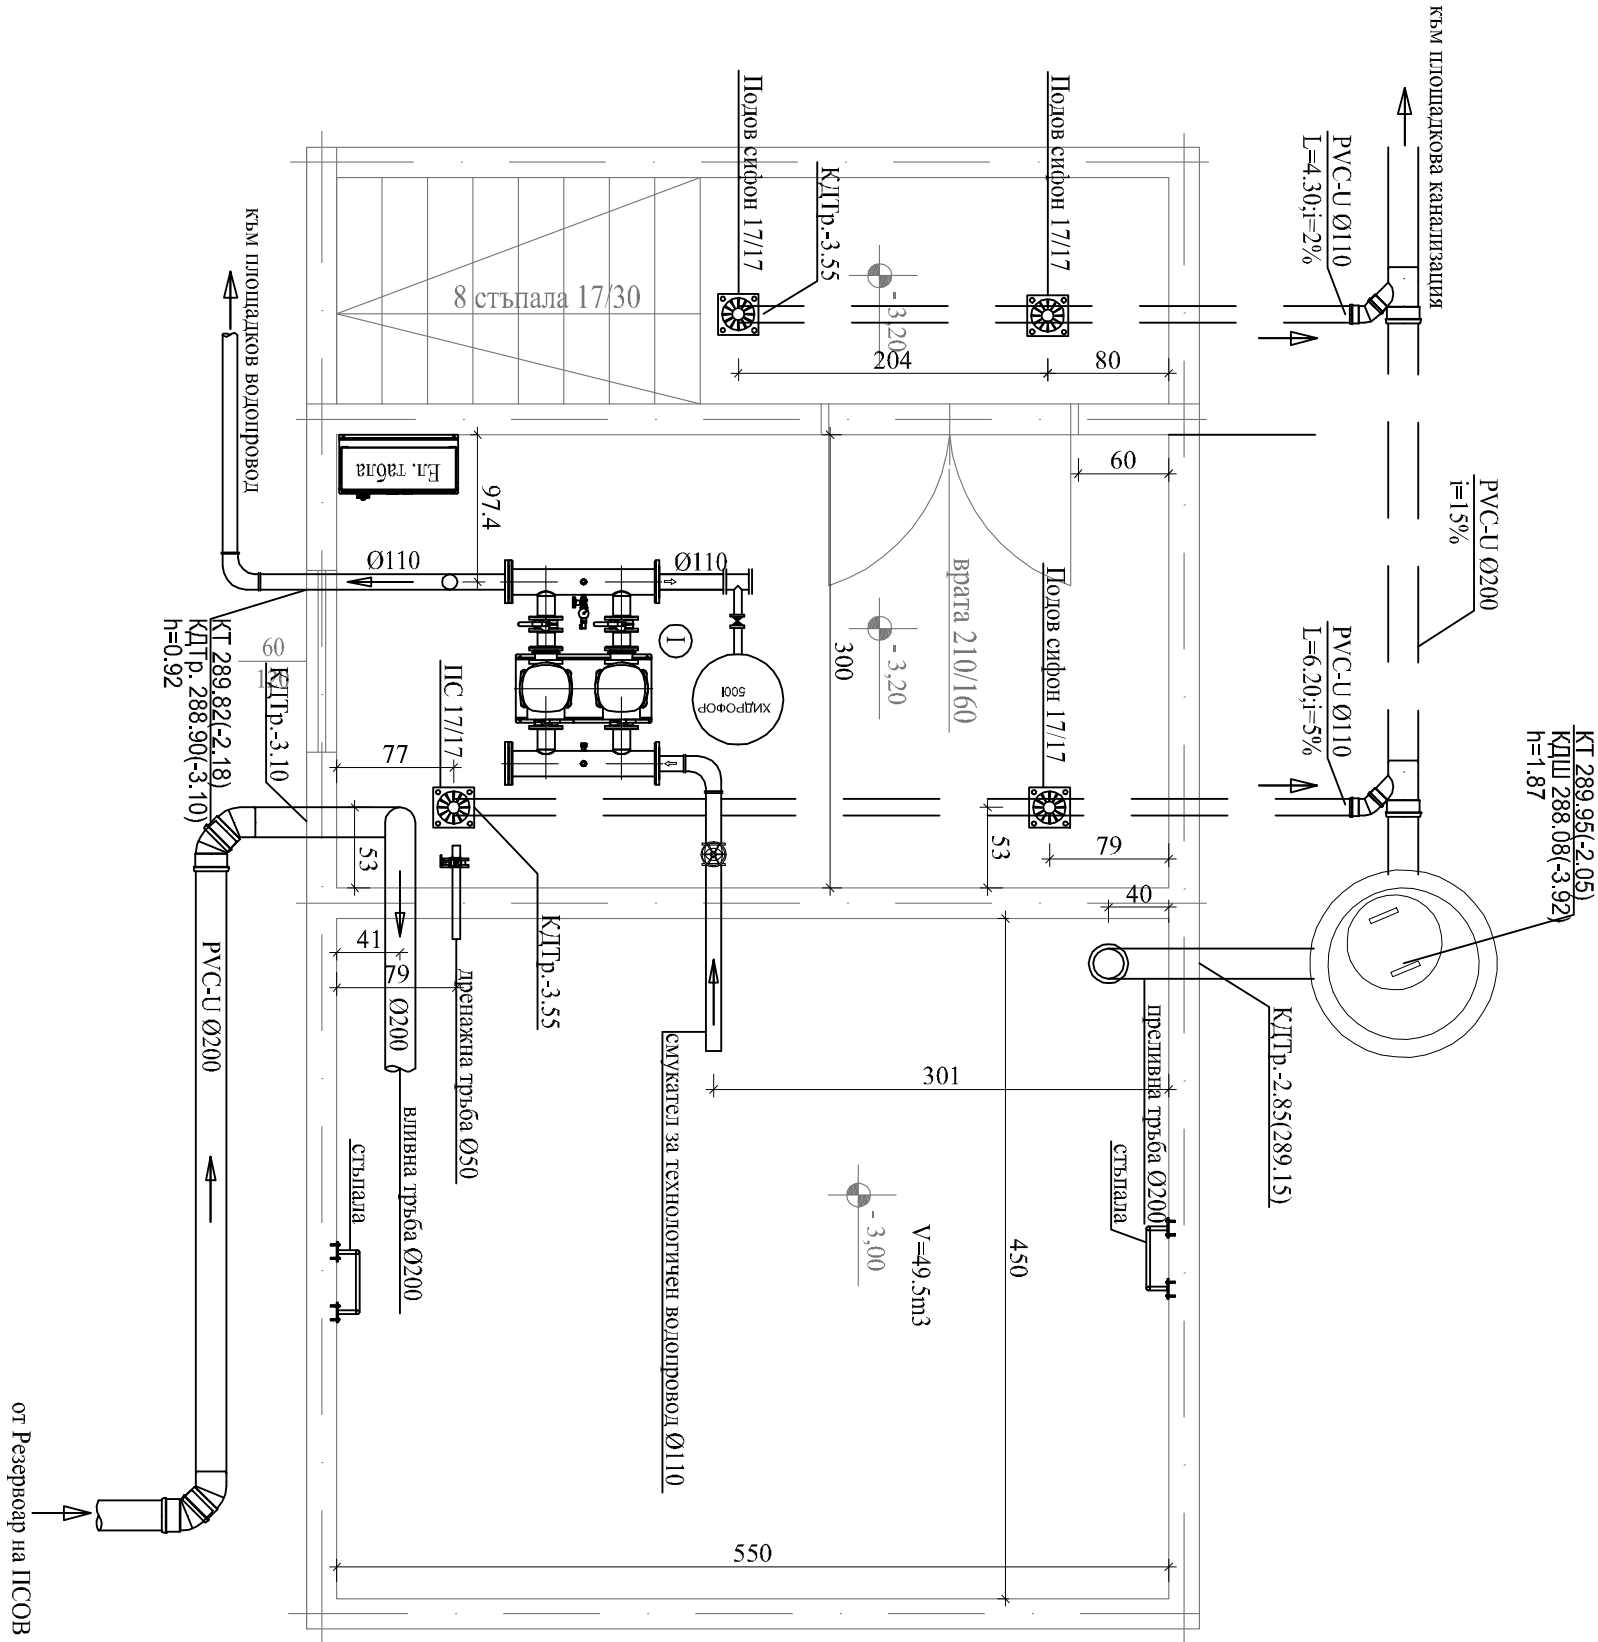 към площадкова канализация
PVC-U Ø110
L=4.30;i=2%
Подов сифон 17/17
Подов сифон 17/17
КДТр.-3.55
8 стъпала 17/30
- 3,20
204
80
към площадков водопровод
Ел. табла
97.4
60
PVC-U Ø200
i=15%
Ø110
Ø110
врата 210/160
Подов сифон 17/17
- 3,20
300
I
ХИДРОФОР
500l
ПС 17/17
PVC-U Ø110
L=6.20;i=5%
КТ 289.95(-2.05)
КДШ 288.08(-3.92)
h=1.87
60
КТ 289.82(-2.18)
КДТр. 288.90(-3.10)
h=0.92
КДТр.-3.10
77
53
53
79
40
41
79
Ø200
PVC-U Ø200
КДТр.-3.55
дренажна тръба Ø50
вливна тръба Ø200
стъпала
смукател за технологичен водопровод Ø110
301
преливна тръба Ø200
КДТр.-2.85(289.15)
стъпала
- 3,00
V=49.5m3
450
550
от Резервоар на ПСОВ